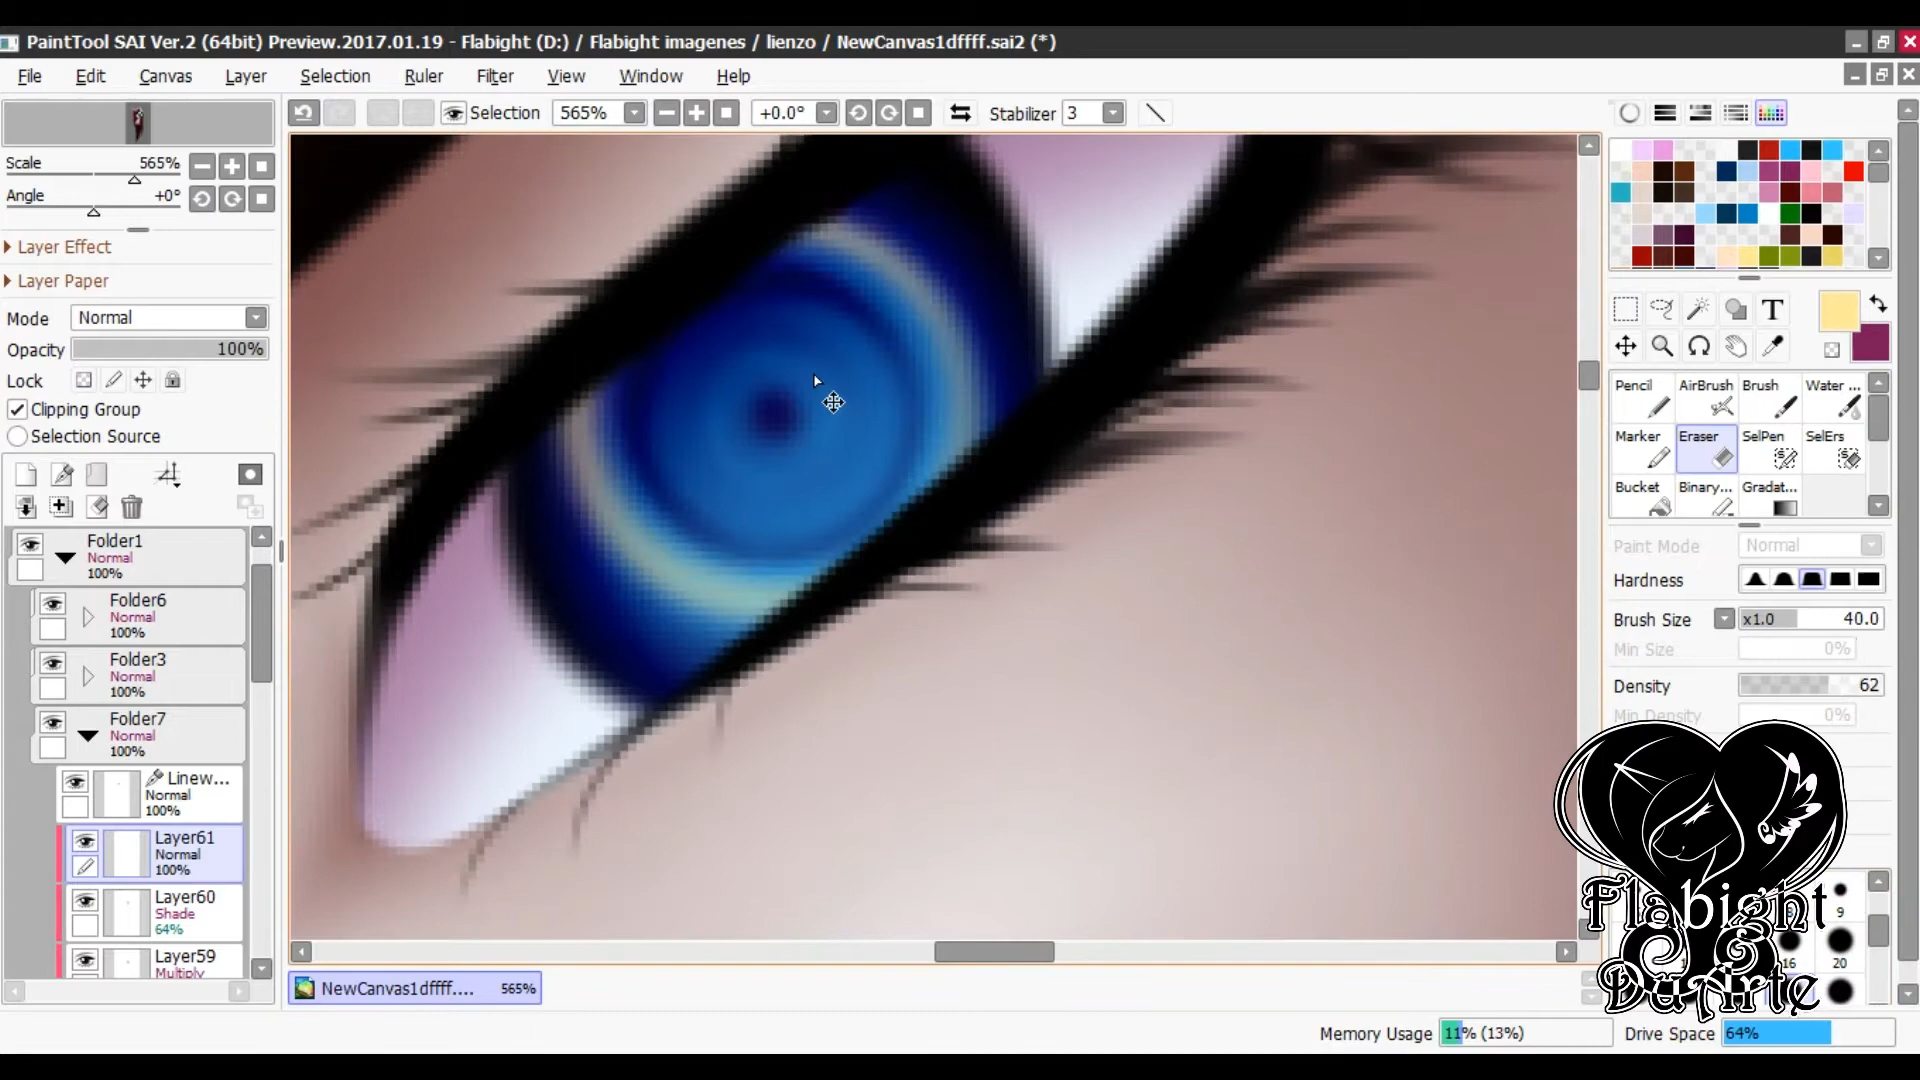 PaintTool SAI Ver.2 (64bit) Preview.2017.01.19 - Flabight (D:) / Flabight imagenes / lienzo / NewCanvas1dffff.sai2 (*)
File Edit Canvas Layer Selection Ruler Filter View Window Help
Selection 565% +0.0° Stabilizer 3
Scale 565%
Angle +0°
Layer Effect
Layer Paper
Mode Normal
Opacity 100%
Lock
Clipping Group
Selection Source
Folder1
Normal
100%
Folder6
Normal
100%
Folder3
Normal
100%
Folder7
Normal
100%
Linew...
Normal
100%
Layer61
Normal
100%
Layer60
Shade
64%
Layer59
Multiply
NewCanvas1dffff.... 565%
T
Pencil AirBrush Brush Water ...
Marker Eraser SelPen SelErs
Bucket Binary... Gradat...
Paint Mode Normal
Hardness
Brush Size x1.0 40.0
Min Size 0%
Density 62
Min Density 0%
9
16 20
Flabight
DuArte
Memory Usage 11% (13%) Drive Space 64%